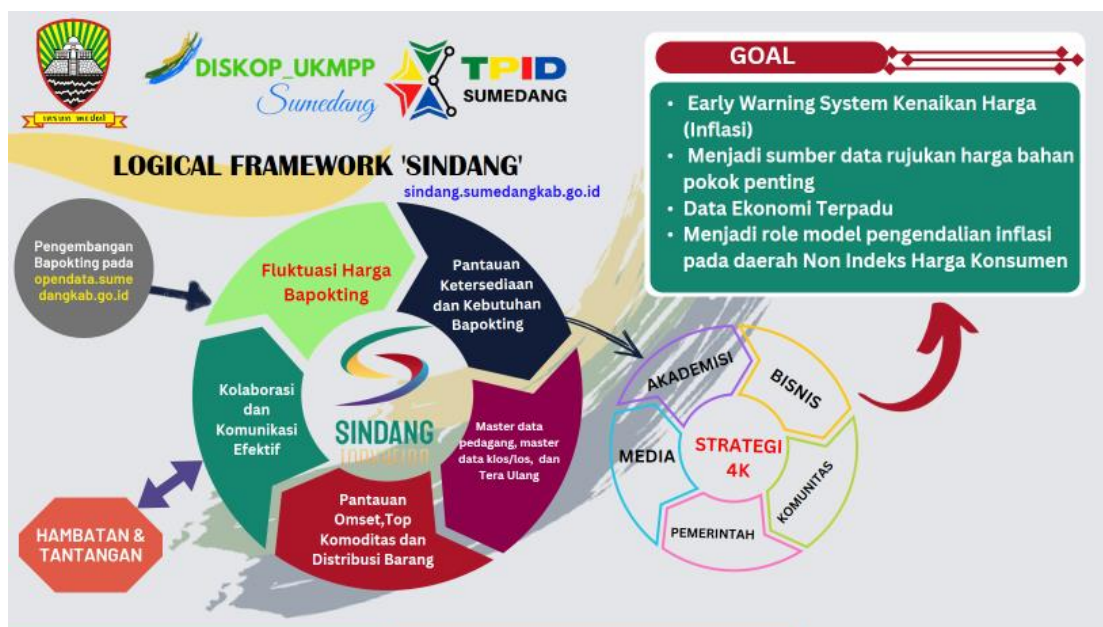 DISKOP_UKMPP
Sumedang
TPID
SUMEDANG
LOGICAL FRAMEWORK 'SINDANG'
sindang.sumedangkab.go.id
GOAL
• Early Warning System Kenaikan Harga
(Inflasi)
• Menjadi sumber data rujukan harga bahan
pokok penting
• Data Ekonomi Terpadu
• Menjadi role model pengendalian inflasi
pada daerah Non Indeks Harga Konsumen
Pengembangan
Bapokting pada
opendata.sume
dangkab.go.id
Fluktuasi Harga
Bapokting
Pantauan
Ketersediaan
dan Kebutuhan
Bapokting
Master data
pedagang, master
data kios/los, dan
Tera Ulang
Pantauan
Omset,Top
Komoditas dan
Distribusi Barang
Kolaborasi
dan
Komunikasi
Efektif
SINDANG
HAMBATAN &
TANTANGAN
AKADEMISI
BISNIS
KOMUNITAS
PEMERINTAH
MEDIA
STRATEGI
4K